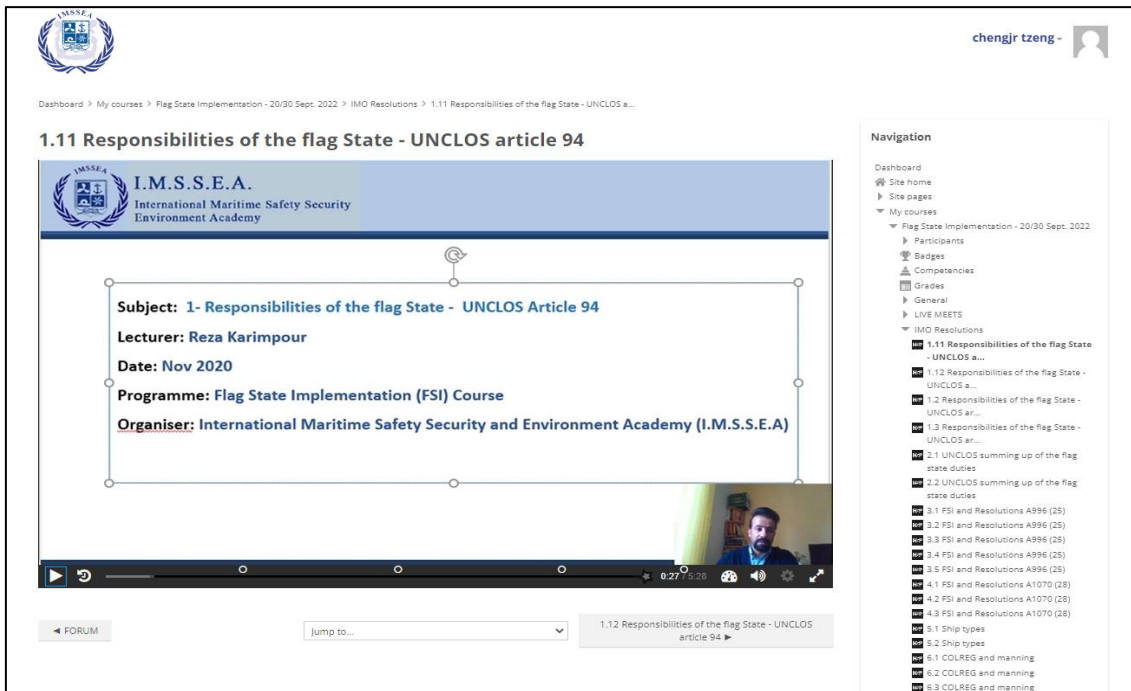 IMSSEA
chengjr tzeng
Dashboard > My courses > Flag State Implementation - 20/30 Sept. 2022 > IMO Resolutions > 1.11 Responsibilities of the flag State - UNCLOS a...
1.11 Responsibilities of the flag State - UNCLOS article 94
IMSSEA
I.M.S.S.E.A.
International Maritime Safety Security
Environment Academy
Subject: 1- Responsibilities of the flag State - UNCLOS Article 94
Lecturer: Reza Karimpour
Date: Nov 2020
Programme: Flag State Implementation (FSI) Course
Organiser: International Maritime Safety Security and Environment Academy (I.M.S.S.E.A)
0:27 / 5:28
◄ FORUM
Jump to...
1.12 Responsibilities of the flag State - UNCLOS
article 94 ►
Navigation
Dashboard
Site home
Site pages
My courses
Flag State Implementation - 20/30 Sept. 2022
Participants
Badges
Competencies
Grades
General
LIVE MEETS
IMO Resolutions
H-P 1.11 Responsibilities of the flag State
- UNCLOS a...
H-P 1.12 Responsibilities of the flag State -
UNCLOS a...
H-P 1.2 Responsibilities of the flag State -
UNCLOS ar...
H-P 1.3 Responsibilities of the flag State -
UNCLOS ar...
H-P 2.1 UNCLOS summing up of the flag
state duties
H-P 2.2 UNCLOS summing up of the flag
state duties
H-P 3.1 FSI and Resolutions A996 (25)
H-P 3.2 FSI and Resolutions A996 (25)
H-P 3.3 FSI and Resolutions A996 (25)
H-P 3.4 FSI and Resolutions A996 (25)
H-P 3.5 FSI and Resolutions A996 (25)
H-P 4.1 FSI and Resolutions A1070 (28)
H-P 4.2 FSI and Resolutions A1070 (28)
H-P 4.3 FSI and Resolutions A1070 (28)
H-P 5.1 Ship types
H-P 5.2 Ship types
H-P 6.1 COLREG and manning
H-P 6.2 COLREG and manning
H-P 6.3 COLREG and manning